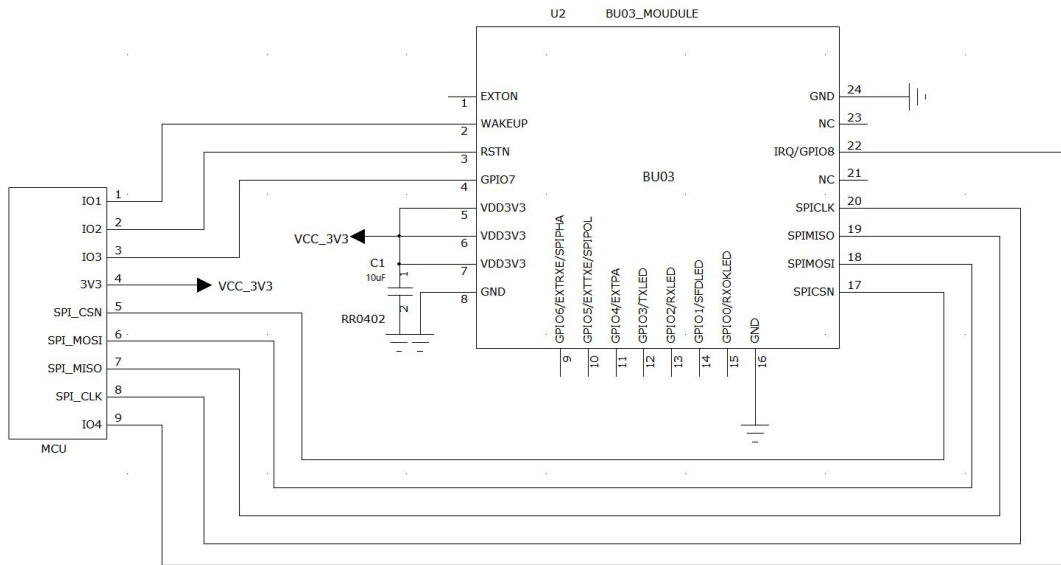 U2 BU03_MOUDULE
EXTON
1
WAKEUP
2
RSTN
3
GPIO7
4
VDD3V3
5
VDD3V3
6
VDD3V3
7
GND
8
GND 24
NC 23
IRQ/GPIO8 22
NC 21
SPICLK 20
SPIMISO 19
SPIMOSI 18
SPICSN 17
BU03
GPIO6/EXTRXE/SPIPHA
GPIO5/EXTTXE/SPIPOL
GPIO4/EXTPA
GPIO3/TXLED
GPIO2/RXLED
GPIO1/SFDLED
GPIO0/RXOKLED
GND
9
10
11
12
13
14
15
16
VCC_3V3
C1
10uF
1
2
RR0402
IO1 1
IO2 2
IO3 3
3V3 4
VCC_3V3
SPI_CSN 5
SPI_MOSI 6
SPI_MISO 7
SPI_CLK 8
IO4 9
MCU